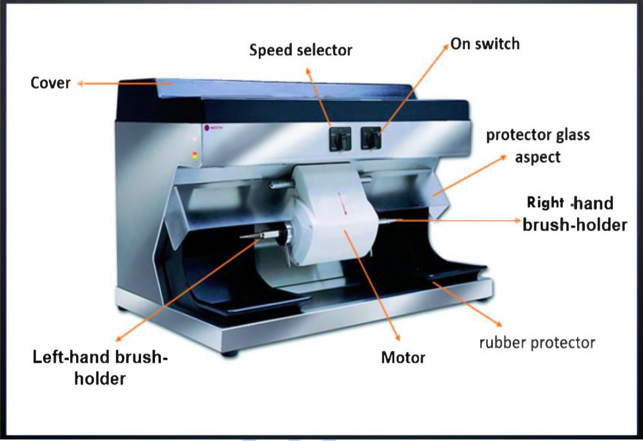 Speed selector
On switch
Cover
protector glass
aspect
Right -hand
brush-holder
rubber protector
Motor
Left-hand brush-
holder